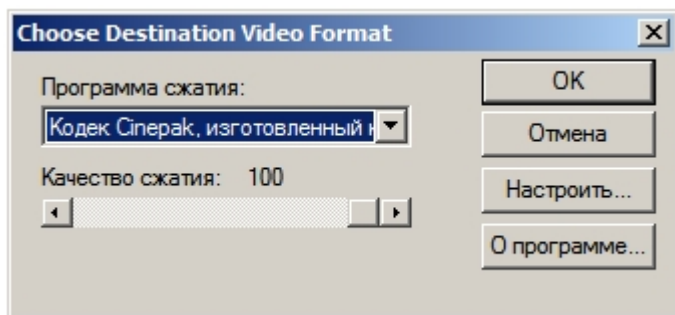 Choose Destination Video Format
Программа сжатия:
Кодек Cinepak, изготовленный
Качество сжатия: 100
OK
Отмена
Настроить...
О программе...